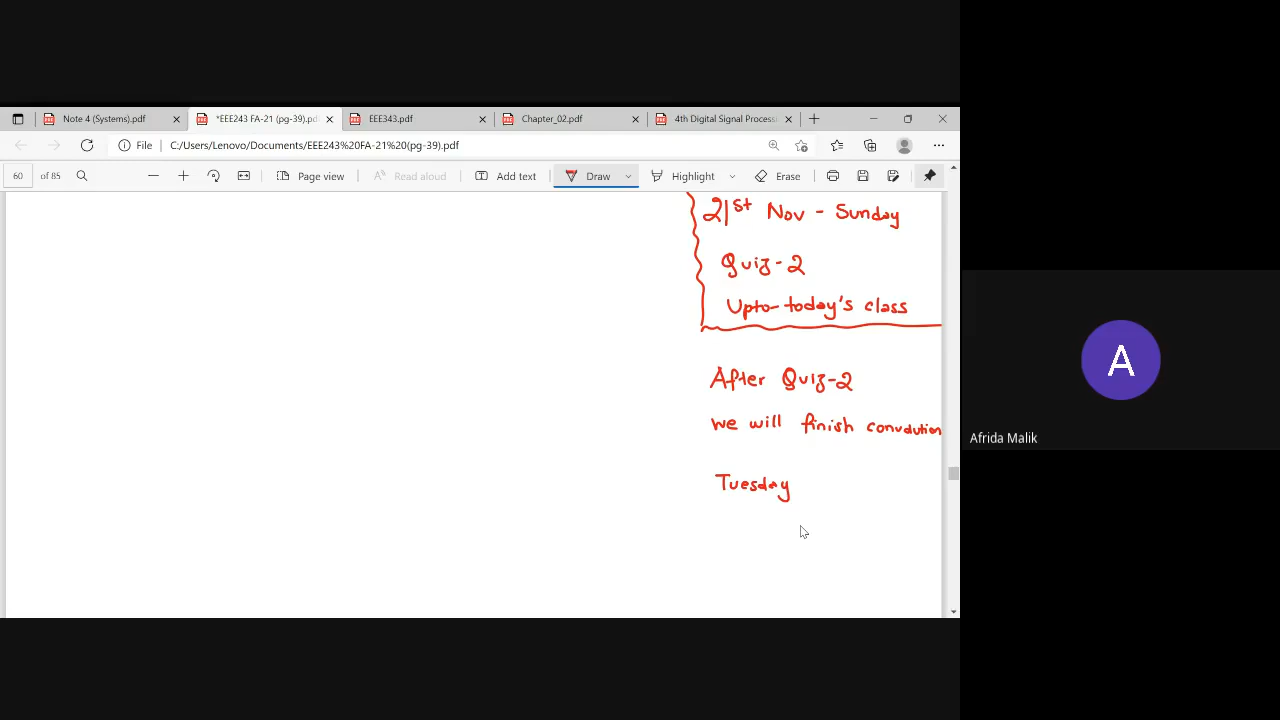 Note 4 (Systems).pdf
*EEE243 FA-21 (pg-39).pdf
EEE343.pdf
Chapter_02.pdf
4th Digital Signal Processi
File C:/Users/Lenovo/Documents/EEE243%20FA-21%20(pg-39).pdf
60 of 85 Page view Read aloud Add text Draw Highlight Erase
21st Nov - Sunday
Quiz-2
Upto today's class
After Quiz-2
we will finish convolution
Tuesday
A
Afrida Malik